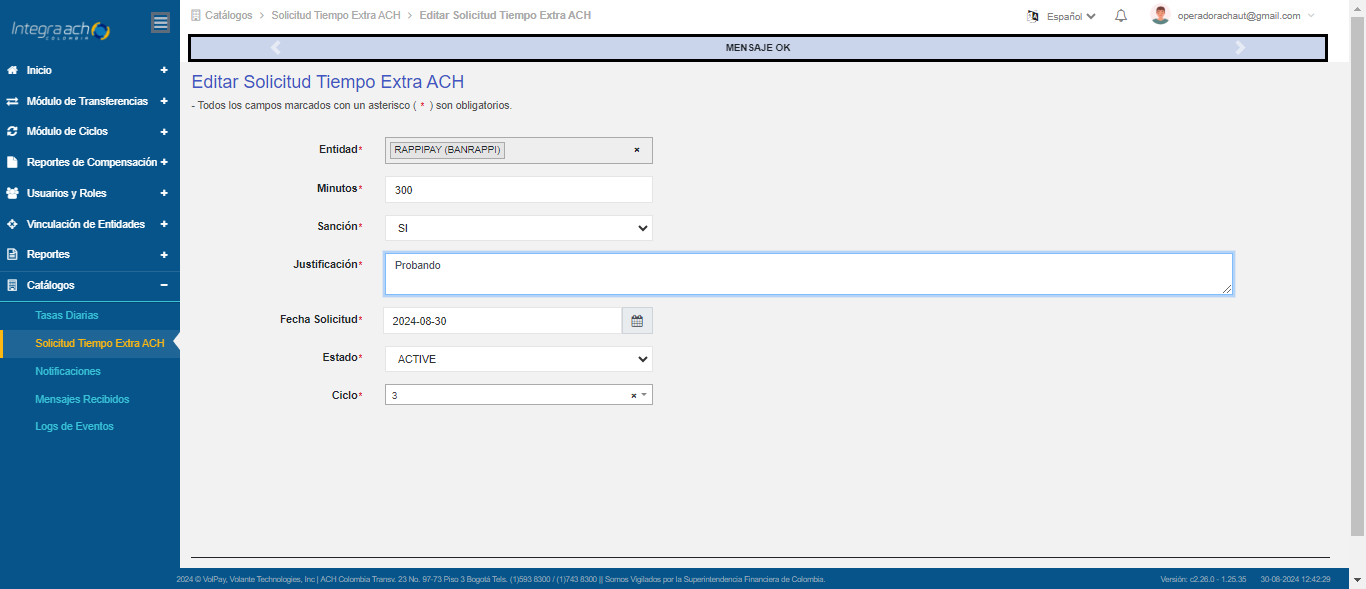 Integra ach
COLOMBIA
Inicio +
Módulo de Transferencias +
Módulo de Ciclos +
Reportes de Compensación +
Usuarios y Roles +
Vinculación de Entidades +
Reportes +
Catálogos −
Tasas Diarias
Solicitud Tiempo Extra ACH
Notificaciones
Mensajes Recibidos
Logs de Eventos
Catálogos > Solicitud Tiempo Extra ACH > Editar Solicitud Tiempo Extra ACH
Español
operadorachaut@gmail.com
MENSAJE OK
Editar Solicitud Tiempo Extra ACH
- Todos los campos marcados con un asterisco ( * ) son obligatorios.
Entidad* RAPPIPAY (BANRAPPI) ×
Minutos* 300
Sanción* SI
Justificación* Probando
Fecha Solicitud* 2024-08-30
Estado* ACTIVE
Ciclo* 3 ×
2024 © VolPay, Volante Technologies, Inc | ACH Colombia Transv. 23 No. 97-73 Piso 3 Bogotá Tels. (1)593 8300 / (1)743 8300 || Somos Vigilados por la Superintendencia Financiera de Colombia.
Versión: c2.26.0 - 1.25.35 30-08-2024 12:42:29